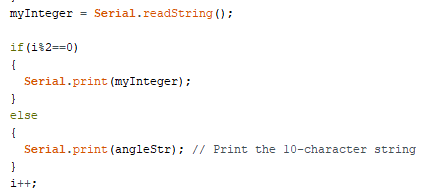 myInteger = Serial.readString();
if(i%2==0)
{
Serial.print(myInteger);
}
else
{
Serial.print(angleStr); // Print the 10-character string
}
i++;